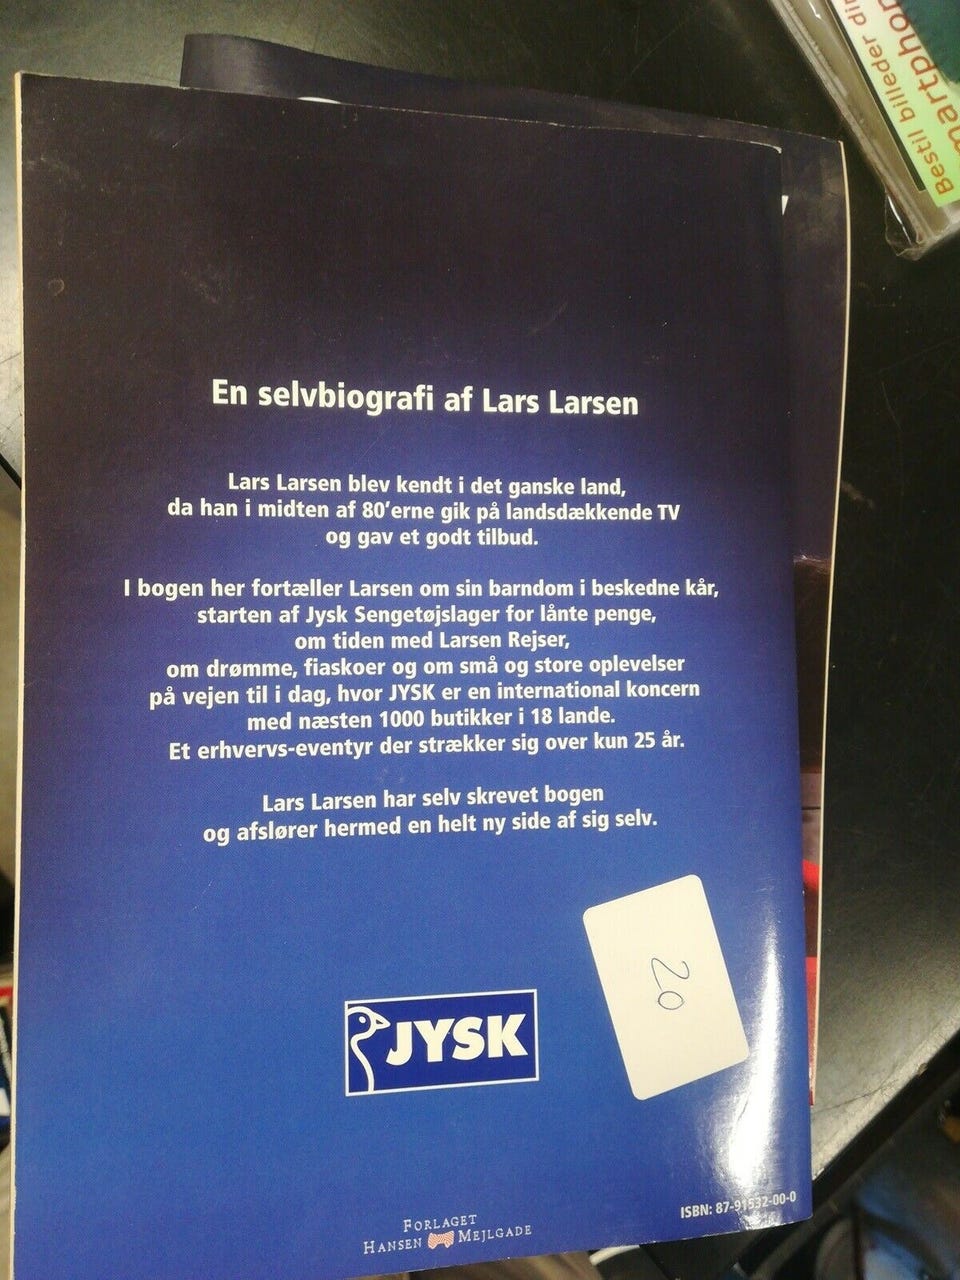 Bestil billeder
En selvbiografi af Lars Larsen
Lars Larsen blev kendt i det ganske land,
da han i midten af 80'erne gik på landsdækkende TV
og gav et godt tilbud.
I bogen her fortæller Larsen om sin barndom i beskedne kår,
starten af Jysk Sengetøjslager for lånte penge,
om tiden med Larsen Rejser,
om drømme, fiaskoer og om små og store oplevelser
på vejen til i dag, hvor JYSK er en international koncern
med næsten 1000 butikker i 18 lande.
Et erhvervs-eventyr der strækker sig over kun 25 år.
Lars Larsen har selv skrevet bogen
og afslører hermed en helt ny side af sig selv.
20
JYSK
ISBN: 87-91532-00-0
FORLAGET
HANSEN MEJLGADE